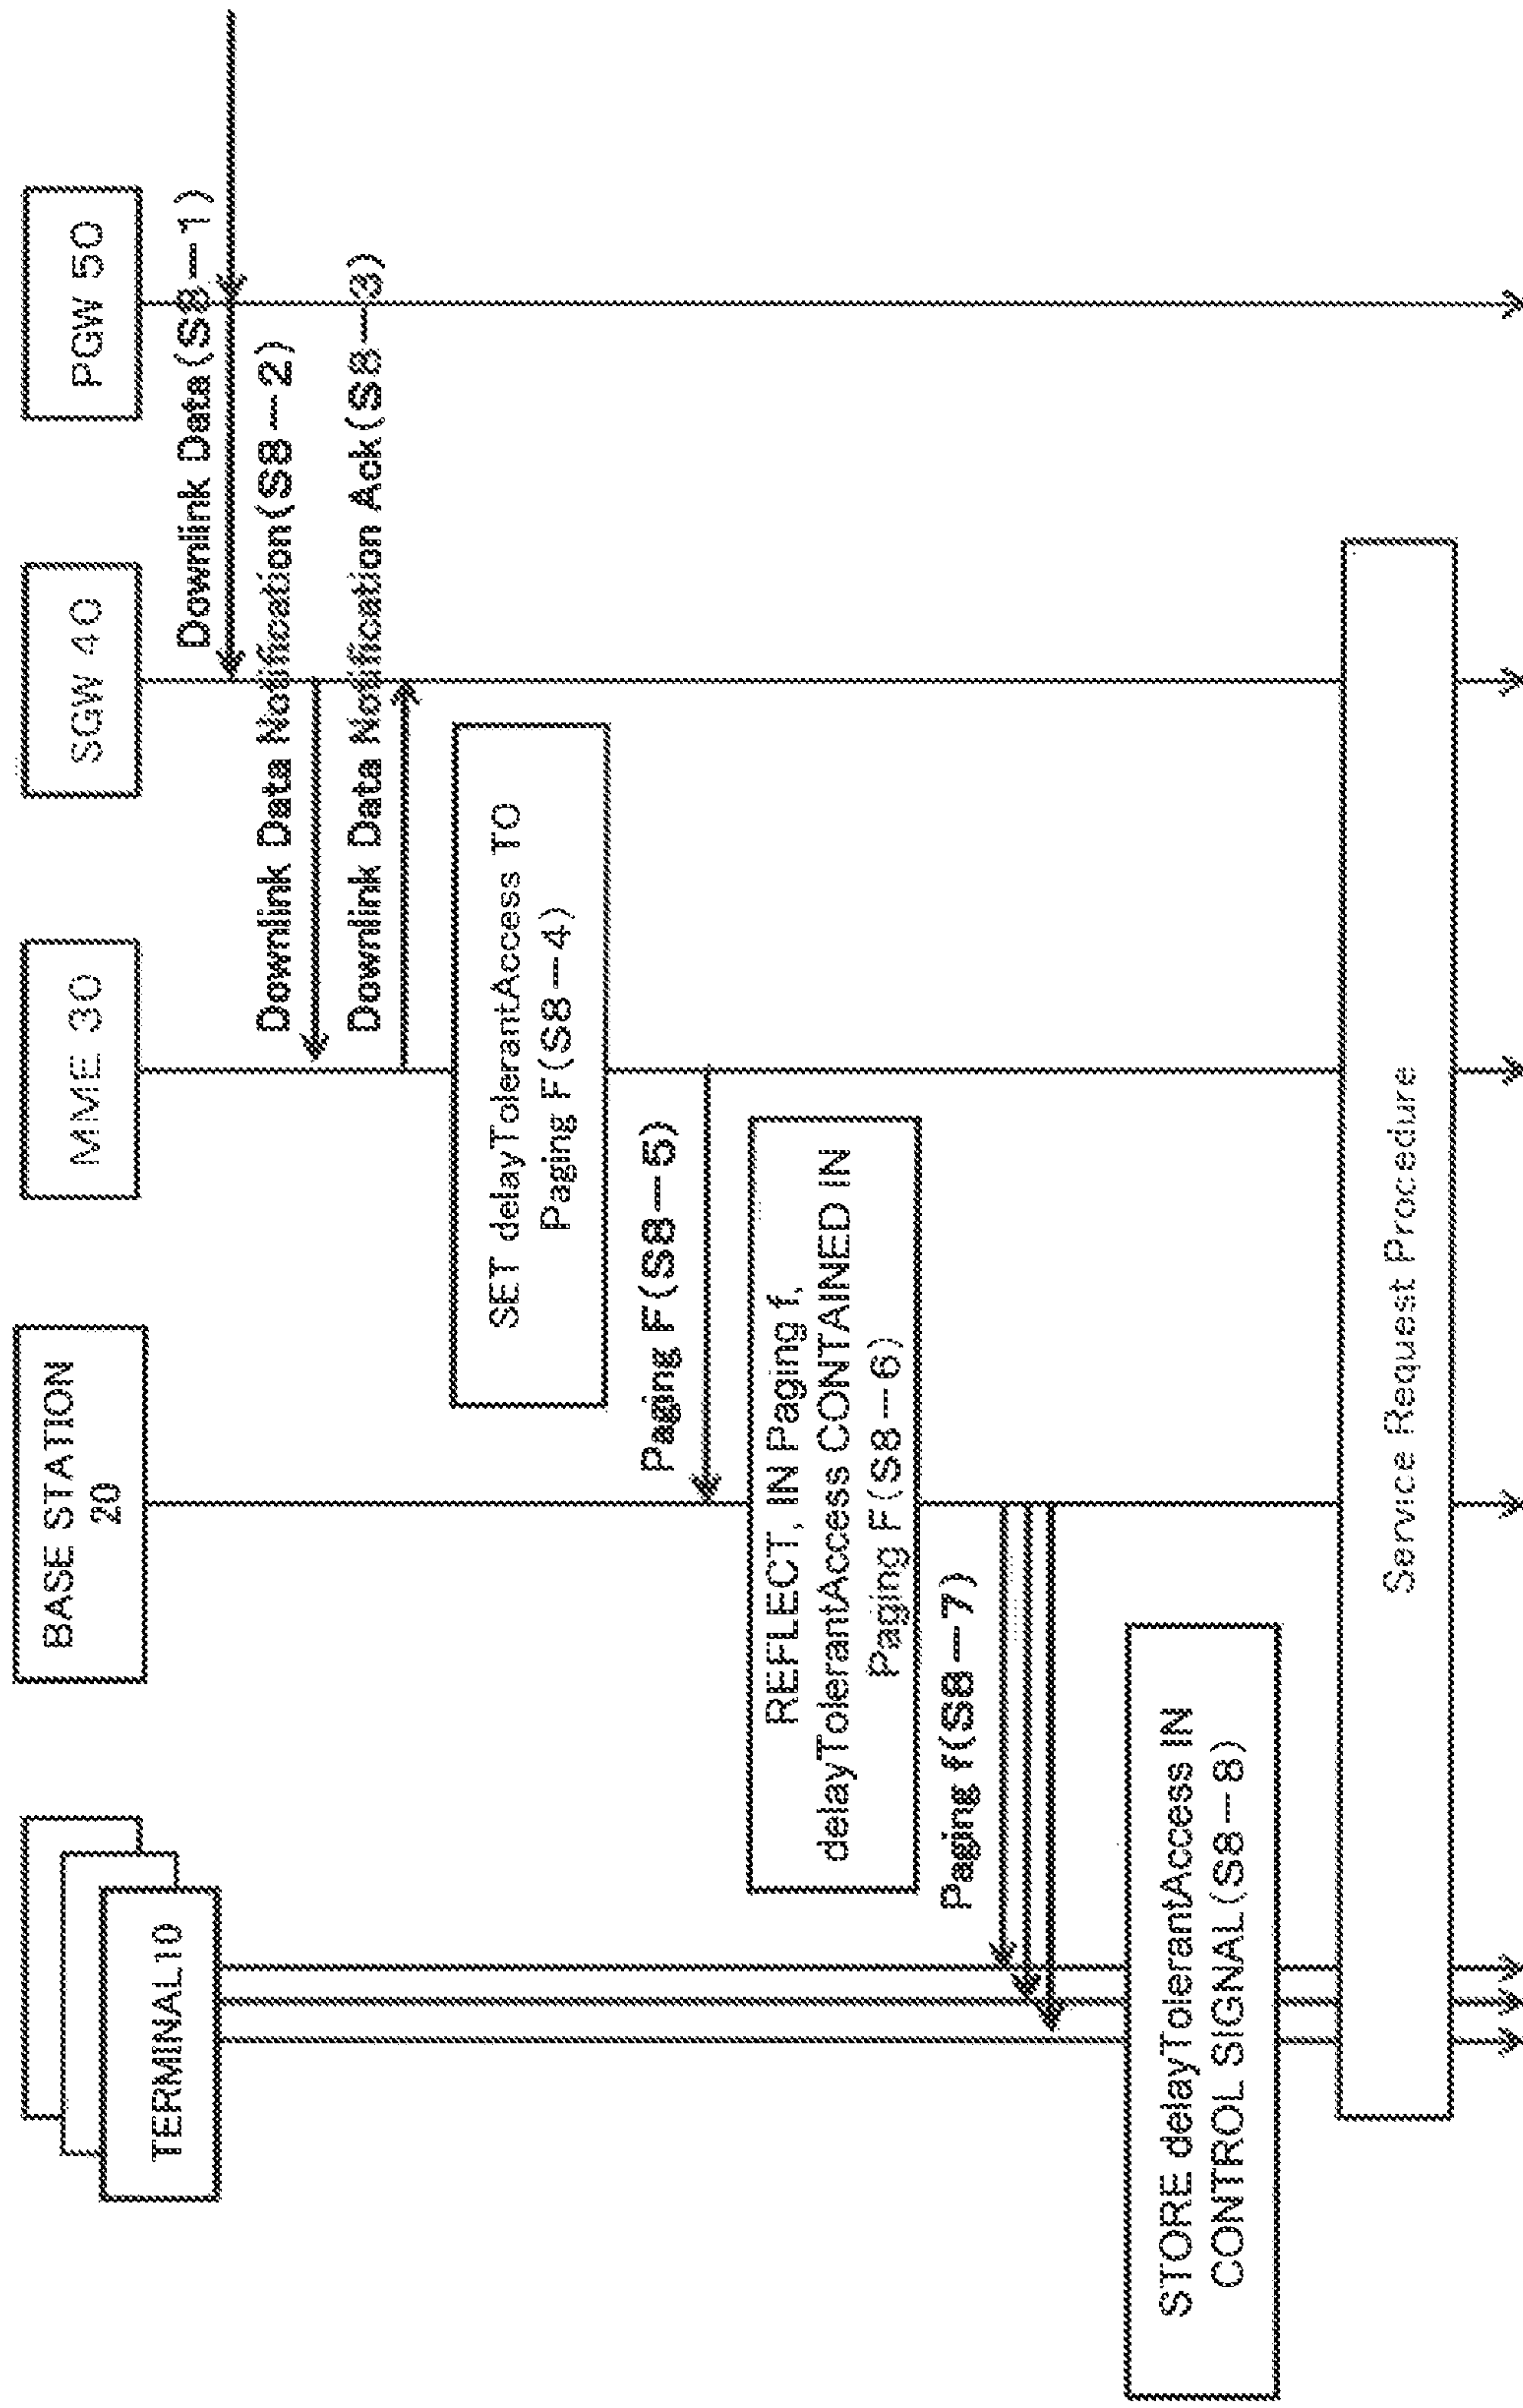 TERMINAL10
BASE STATION
20
MME 30
SGW 40
PGW 50
Downlink Data(S8-1)
Downlink Data Notification(S8-2)
Downlink Data Notification Ack(S8-3)
SET delayTolerantAccess TO
Paging F(S8-4)
Paging F(S8-5)
REFLECT, IN Paging f,
delayTolerantAccess CONTAINED IN
Paging F(S8-6)
Paging f(S8-7)
STORE delayTolerantAccess IN
CONTROL SIGNAL(S8-8)
Service Request Procedure